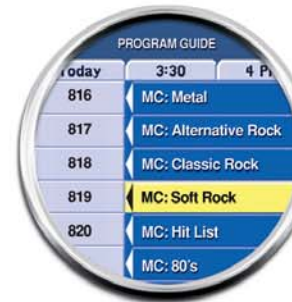 PROGRAM GUIDE
Today 3:30 4 P
816 MC: Metal
817 MC: Alternative Rock
818 MC: Classic Rock
819 MC: Soft Rock
820 MC: Hit List
MC: 80's